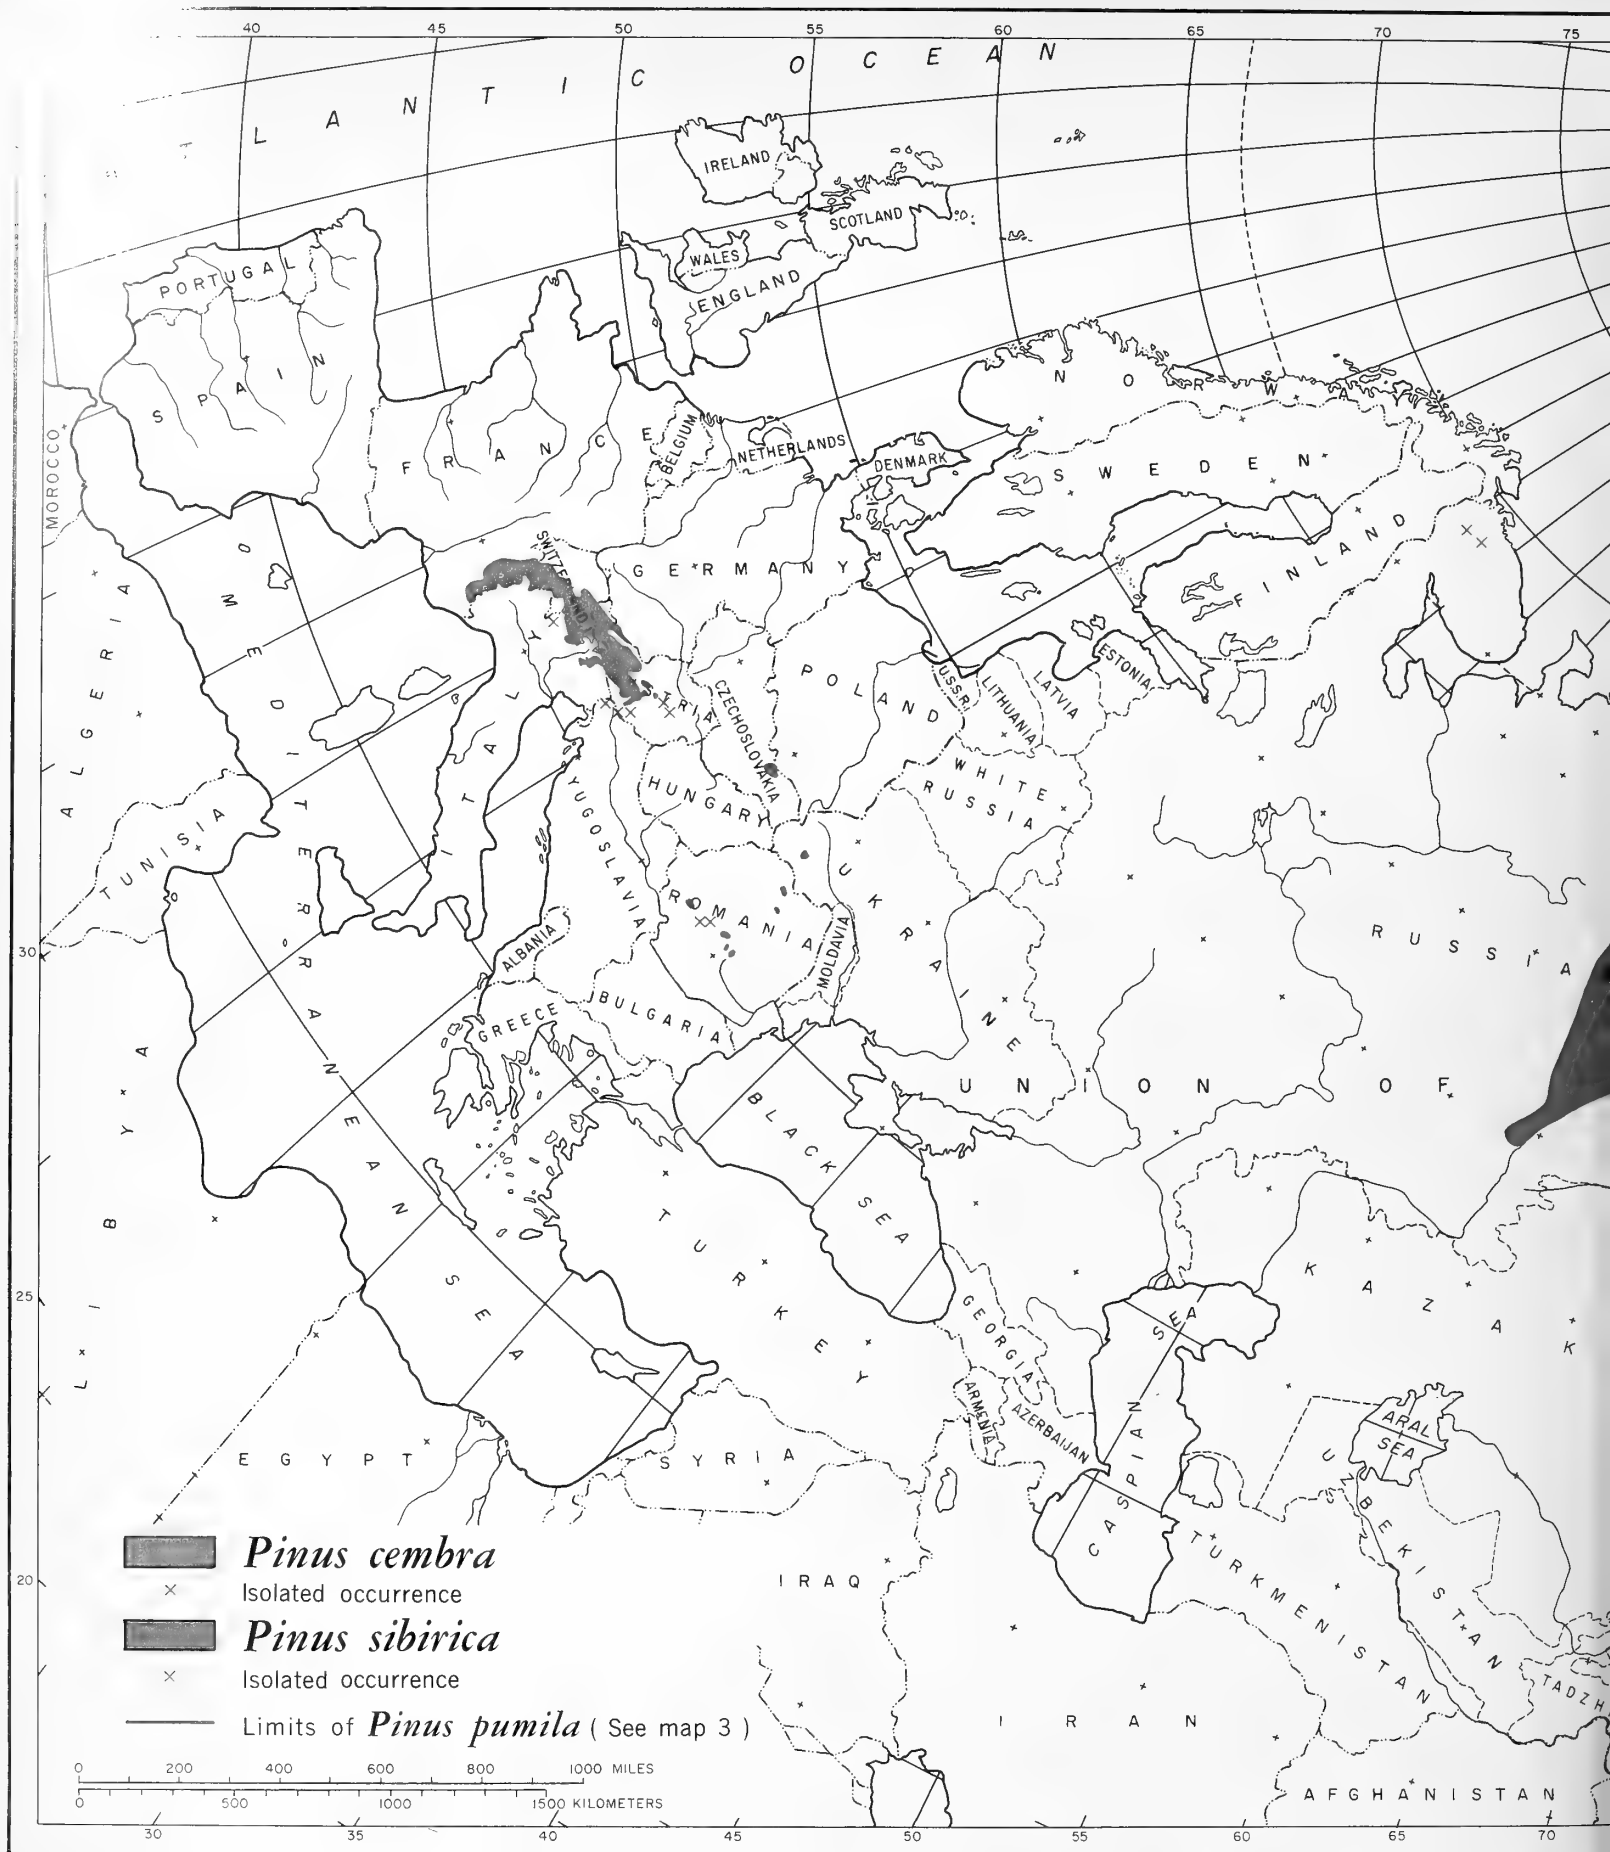 40 45 50 55 60 65 70 75
TLANTIC OCEAN
IRELAND
SCOTLAND
WALES
ENGLAND
PORTUGAL
SPAIN
FRANCE
BELGIUM
NETHERLANDS
DENMARK
NORWA
SWEDEN
FINLAND
MOROCCO
ALGERIA
TUNISIA
LIBYA
EGYPT
MEDITERRANEAN SEA
SWITZERLAND
GERMANY
ITALY
TRIA
CZECHOSLOVAKIA
POLAND
U.S.S.R.
LITHUANIA
LATVIA
ESTONIA
WHITE
RUSSIA
HUNGARY
YUGOSLAVIA
ROMANIA
MOLDAVIA
UKRAINE
RUSSIA
ALBANIA
GREECE
BULGARIA
UNION OF
BLACK SEA
TURKEY
GEORGIA
ARMENIA
AZERBAIJAN
CASPIAN SEA
KAZAK
ARAL
SEA
UZBEKISTAN
TURKMENISTAN
TADZH
SYRIA
IRAQ
IRAN
AFGHANISTAN
30
25
20
Pinus cembra
× Isolated occurrence
Pinus sibirica
× Isolated occurrence
Limits of Pinus pumila ( See map 3 )
0 200 400 600 800 1000 MILES
0 500 1000 1500 KILOMETERS
30 35 40 45 50 55 60 65 70